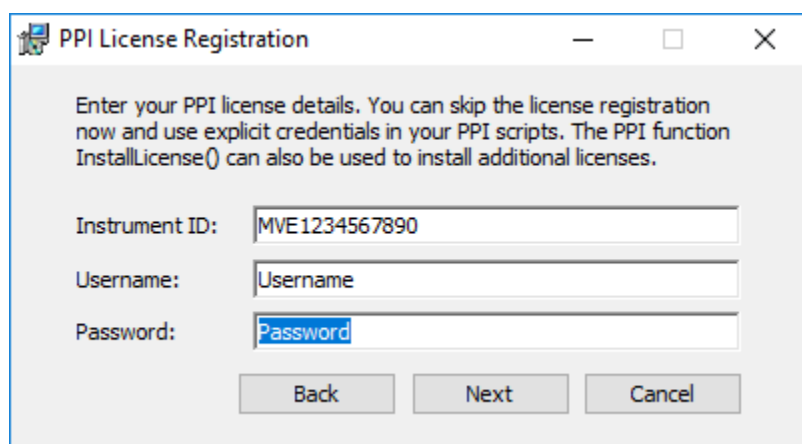 PPI License Registration
Enter your PPI license details. You can skip the license registration
now and use explicit credentials in your PPI scripts. The PPI function
InstallLicense() can also be used to install additional licenses.
Instrument ID: MVE1234567890
Username: Username
Password: Password
Back Next Cancel